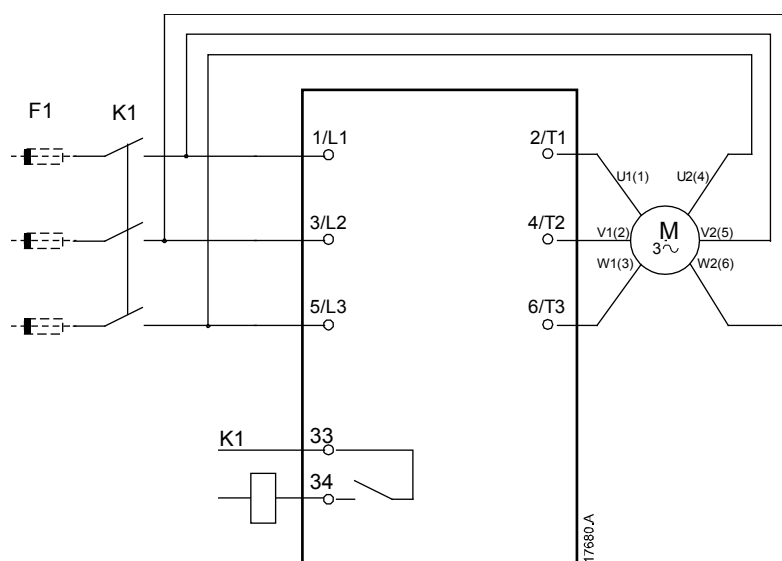 F1
K1
1/L1
2/T1
U1(1)
U2(4)
3/L2
4/T2
V1(2)
M
3~
V2(5)
W1(3)
W2(6)
5/L3
6/T3
K1
33
34
17680.A